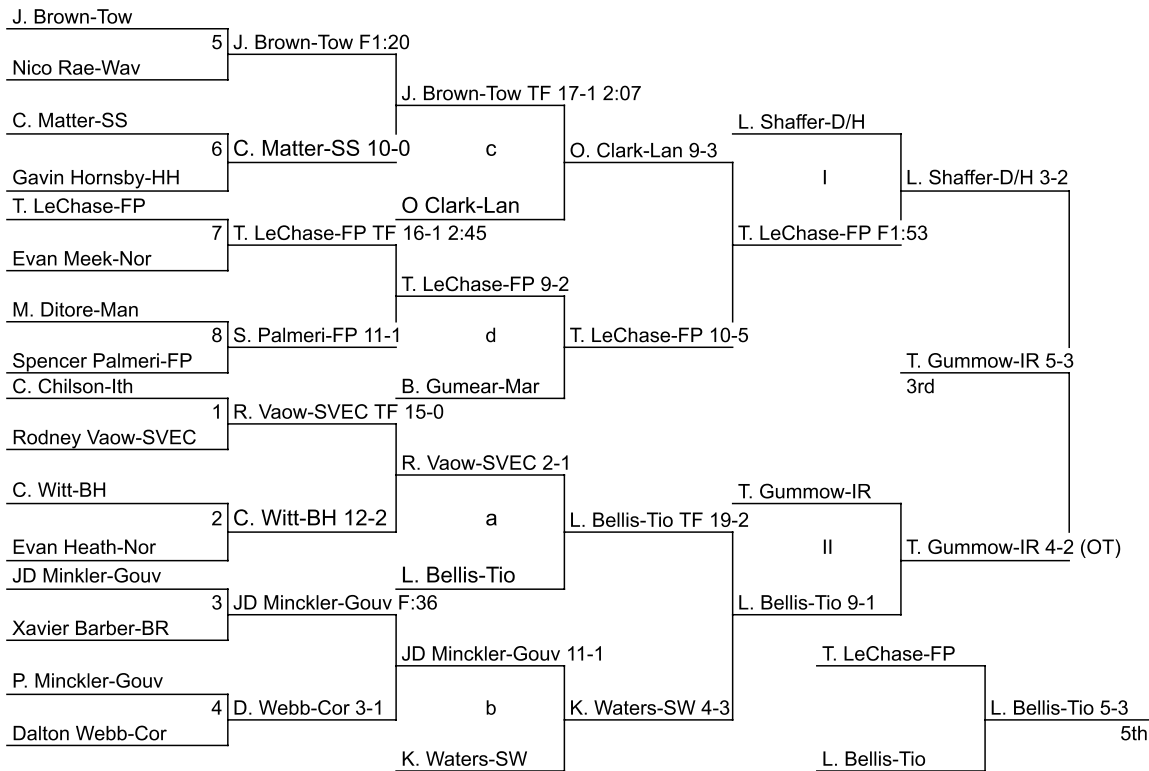 J. Brown-Tow
5
J. Brown-Tow F1:20
Nico Rae-Wav
J. Brown-Tow TF 17-1 2:07
C. Matter-SS
6
C. Matter-SS 10-0
Gavin Hornsby-HH
c
O. Clark-Lan 9-3
L. Shaffer-D/H
I
L. Shaffer-D/H 3-2
T. LeChase-FP
O Clark-Lan
7
T. LeChase-FP TF 16-1 2:45
T. LeChase-FP F1:53
Evan Meek-Nor
T. LeChase-FP 9-2
M. Ditore-Man
8
S. Palmeri-FP 11-1
d
T. LeChase-FP 10-5
Spencer Palmeri-FP
T. Gummow-IR 5-3
3rd
C. Chilson-Ith
B. Gumear-Mar
1
R. Vaow-SVEC TF 15-0
Rodney Vaow-SVEC
R. Vaow-SVEC 2-1
C. Witt-BH
T. Gummow-IR
2
C. Witt-BH 12-2
a
L. Bellis-Tio TF 19-2
Evan Heath-Nor
II
T. Gummow-IR 4-2 (OT)
JD Minkler-Gouv
L. Bellis-Tio
3
JD Minckler-Gouv F:36
L. Bellis-Tio 9-1
Xavier Barber-BR
JD Minckler-Gouv 11-1
T. LeChase-FP
P. Minckler-Gouv
4
D. Webb-Cor 3-1
b
K. Waters-SW 4-3
L. Bellis-Tio 5-3
5th
Dalton Webb-Cor
K. Waters-SW
L. Bellis-Tio